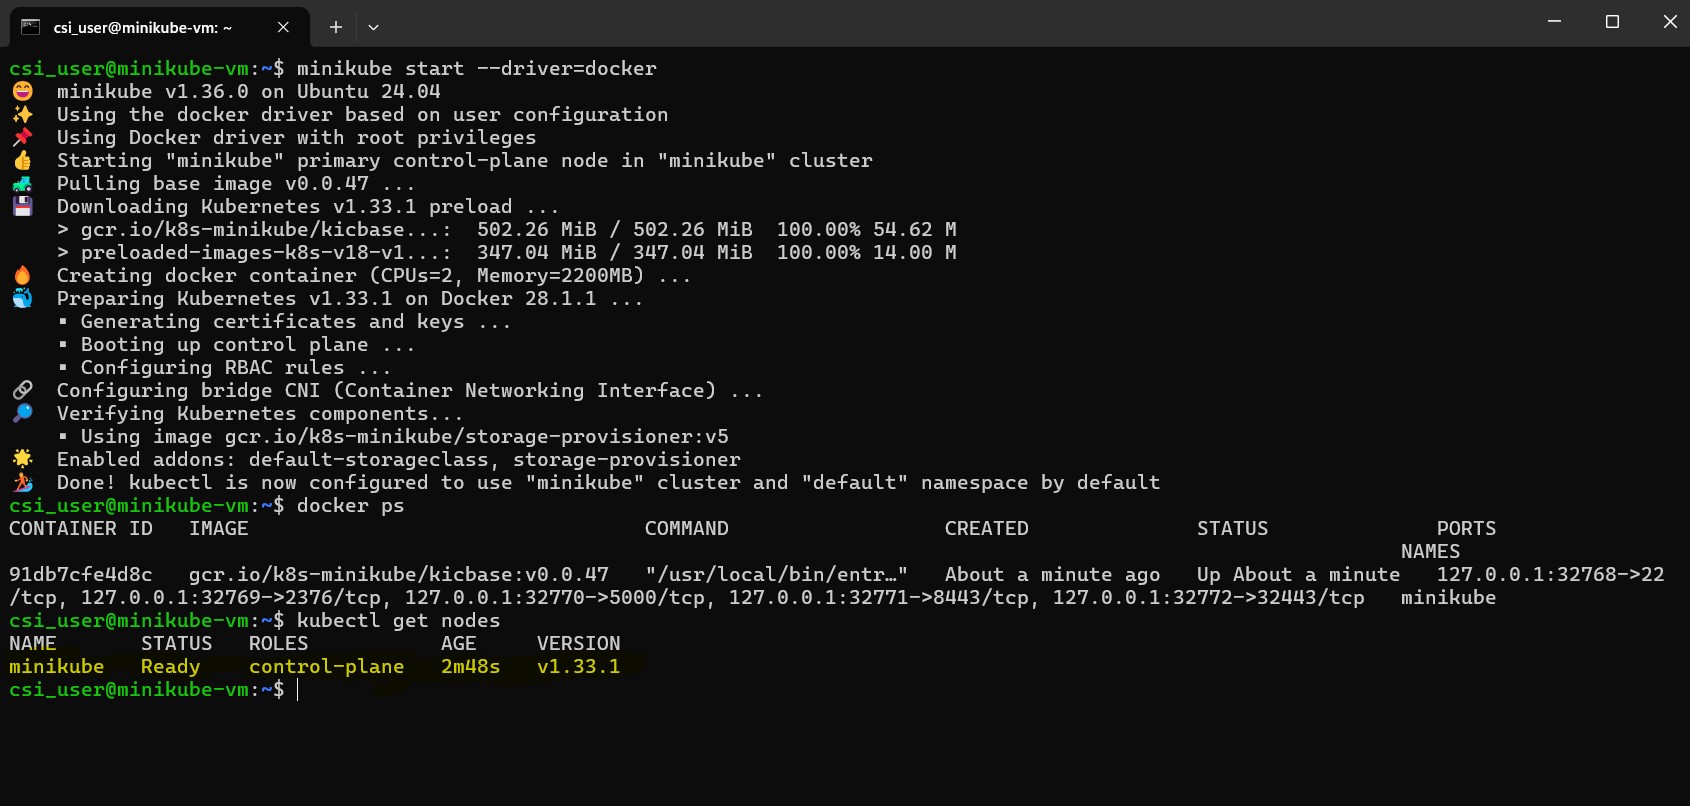 csi_user@minikube-vm: ~
csi_user@minikube-vm:~$ minikube start --driver=docker
😄  minikube v1.36.0 on Ubuntu 24.04
✨  Using the docker driver based on user configuration
📌  Using Docker driver with root privileges
👍  Starting "minikube" primary control-plane node in "minikube" cluster
🚜  Pulling base image v0.0.47 ...
💾  Downloading Kubernetes v1.33.1 preload ...
    > gcr.io/k8s-minikube/kicbase...:  502.26 MiB / 502.26 MiB  100.00% 54.62 M
    > preloaded-images-k8s-v18-v1...:  347.04 MiB / 347.04 MiB  100.00% 14.00 M
🔥  Creating docker container (CPUs=2, Memory=2200MB) ...
🐳  Preparing Kubernetes v1.33.1 on Docker 28.1.1 ...
    ▪ Generating certificates and keys ...
    ▪ Booting up control plane ...
    ▪ Configuring RBAC rules ...
🔗  Configuring bridge CNI (Container Networking Interface) ...
🔎  Verifying Kubernetes components...
    ▪ Using image gcr.io/k8s-minikube/storage-provisioner:v5
🌟  Enabled addons: default-storageclass, storage-provisioner
🏄  Done! kubectl is now configured to use "minikube" cluster and "default" namespace by default
csi_user@minikube-vm:~$ docker ps
CONTAINER ID   IMAGE                                 COMMAND                  CREATED              STATUS              PORTS
NAMES
91db7cfe4d8c   gcr.io/k8s-minikube/kicbase:v0.0.47   "/usr/local/bin/entr…"   About a minute ago   Up About a minute   127.0.0.1:32768->22
/tcp, 127.0.0.1:32769->2376/tcp, 127.0.0.1:32770->5000/tcp, 127.0.0.1:32771->8443/tcp, 127.0.0.1:32772->32443/tcp   minikube
csi_user@minikube-vm:~$ kubectl get nodes
NAME       STATUS   ROLES           AGE     VERSION
minikube   Ready    control-plane   2m48s   v1.33.1
csi_user@minikube-vm:~$